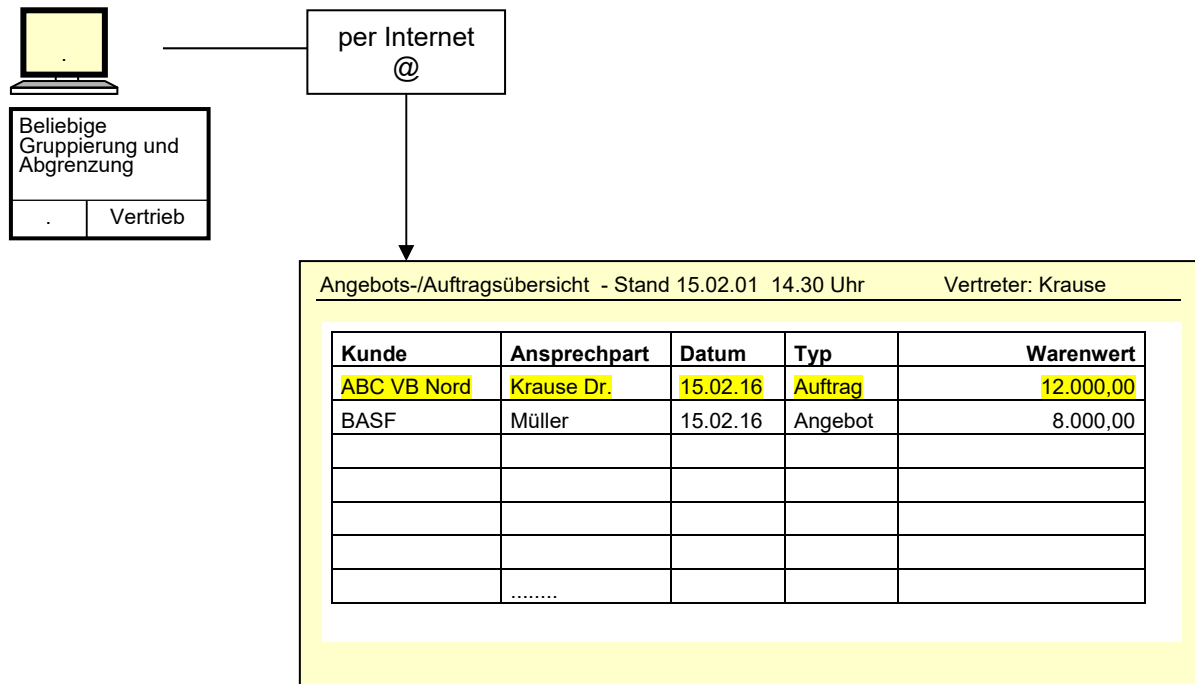 .
per Internet
@
Beliebige
Gruppierung und
Abgrenzung
. Vertrieb
Angebots-/Auftragsübersicht - Stand 15.02.01 14.30 Uhr Vertreter: Krause
Kunde Ansprechpart Datum Typ Warenwert
ABC VB Nord Krause Dr. 15.02.16 Auftrag 12.000,00
BASF Müller 15.02.16 Angebot 8.000,00
........